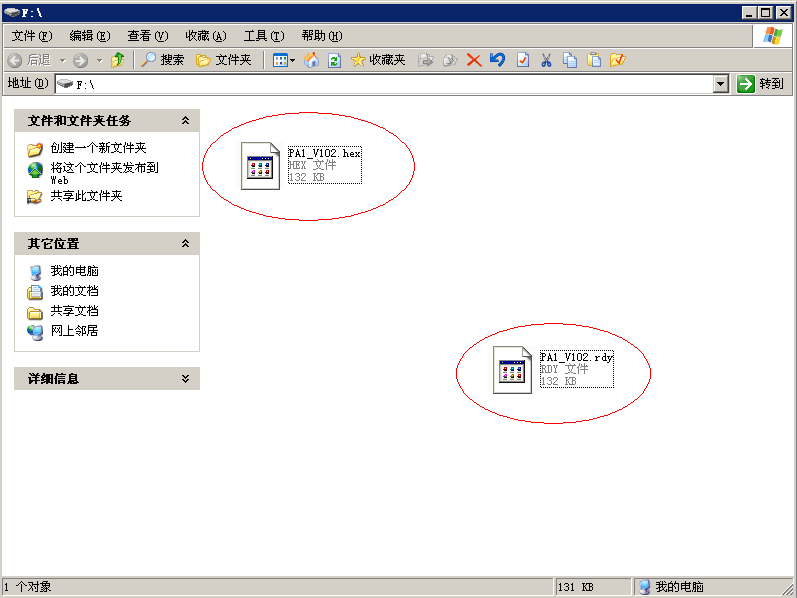 F:\
文件(F) 编辑(E) 查看(V) 收藏(A) 工具(T) 帮助(H)
后退 搜索 文件夹 收藏夹
地址(D) F:\ 转到
文件和文件夹任务
创建一个新文件夹
将这个文件夹发布到
Web
共享此文件夹
其它位置
我的电脑
我的文档
共享文档
网上邻居
详细信息
PA1_V102.hex
HEX 文件
132 KB
PA1_V102.rdy
RDY 文件
132 KB
1 个对象 131 KB 我的电脑